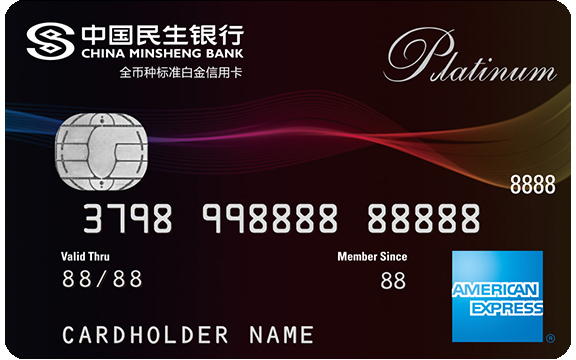 中国民生银行
CHINA MINSHENG BANK
全币种标准白金信用卡
Platinum
8888
3798 998888 88888
Valid Thru
Member Since
88/88
88
AMERICAN
EXPRESS
®
CARDHOLDER NAME